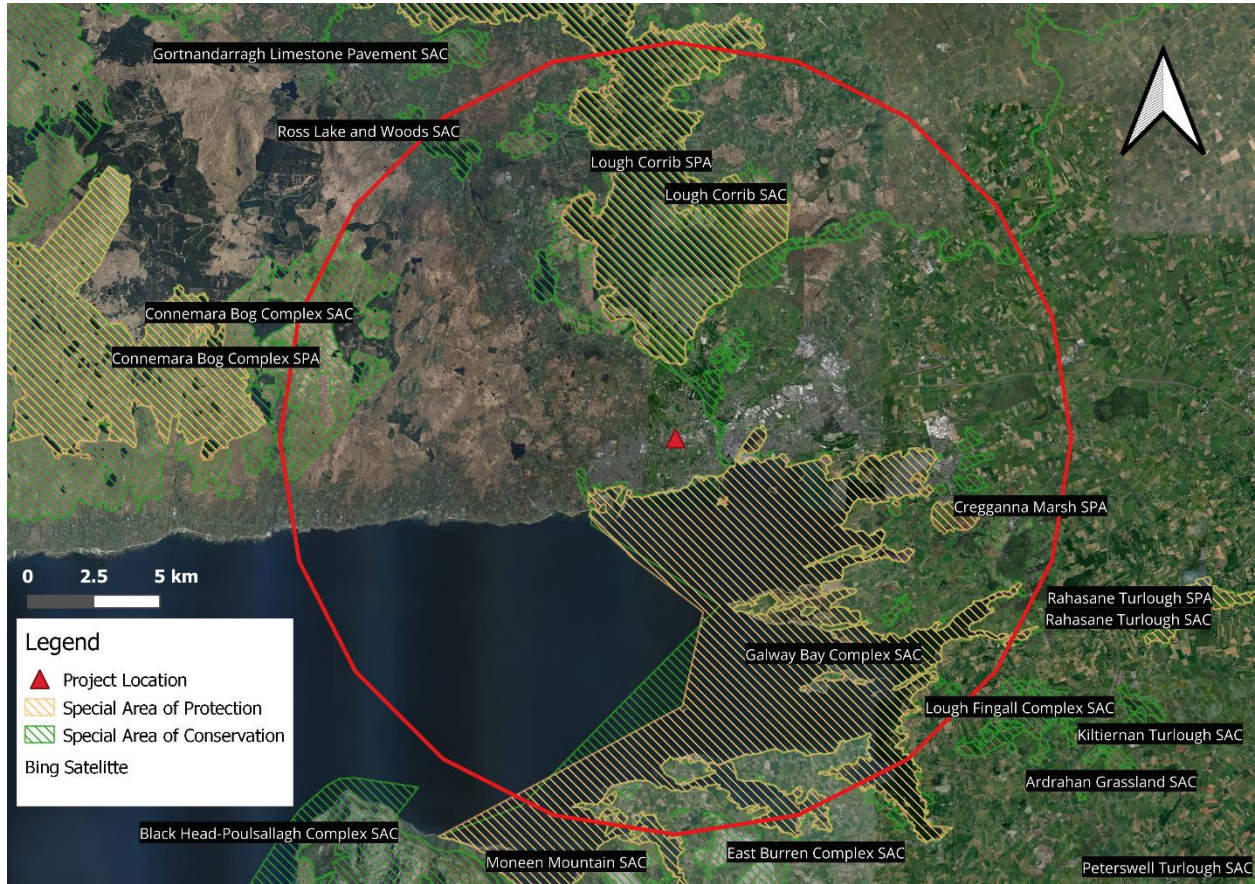 Gortnandarragh Limestone Pavement SAC
Ross Lake and Woods SAC
Lough Corrib SPA
Lough Corrib SAC
Connemara Bog Complex SAC
Connemara Bog Complex SPA
Cregganna Marsh SPA
Rahasane Turlough SPA
Rahasane Turlough SAC
Galway Bay Complex SAC
Lough Fingall Complex SAC
Kiltiernan Turlough SAC
Ardrahan Grassland SAC
Black Head-Poulsallagh Complex SAC
Moneen Mountain SAC
East Burren Complex SAC
Peterswell Turlough SAC
0 2.5 5 km
Legend
Project Location
Special Area of Protection
Special Area of Conservation
Bing Satelitte